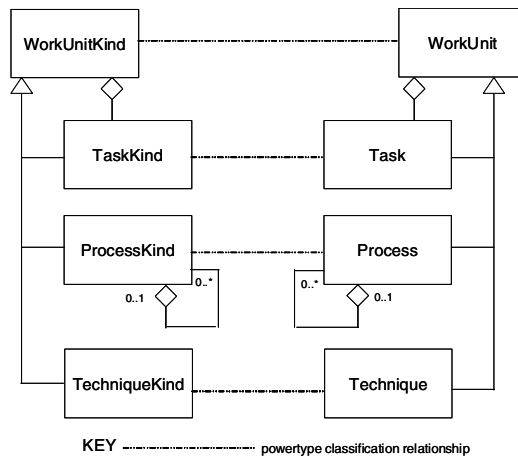 WorkUnitKind
WorkUnit
TaskKind
Task
ProcessKind
Process
0..*
0..*
0..1
0..1
TechniqueKind
Technique
KEY powertype classification relationship